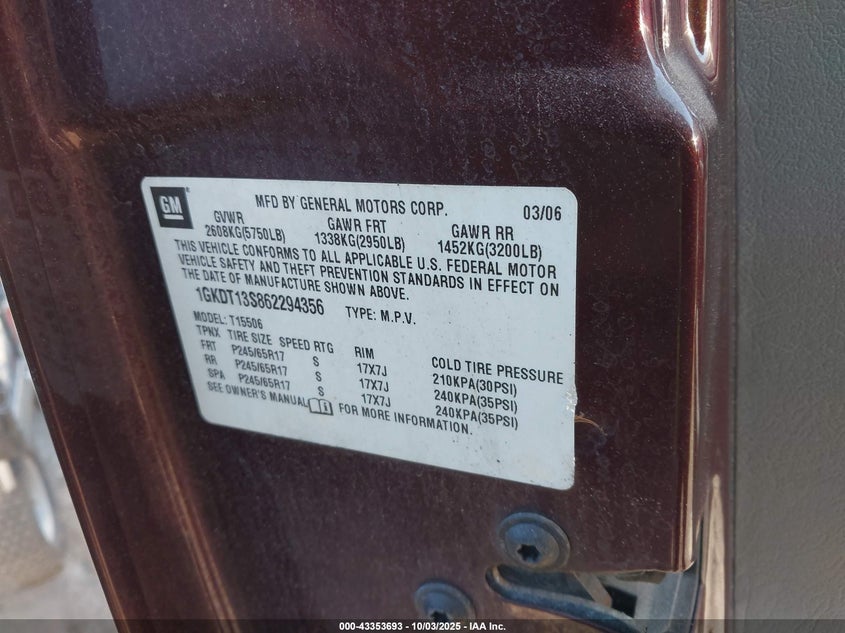 GM
MFD BY GENERAL MOTORS CORP. 03/06
GVWR GAWR FRT GAWR RR
2608KG(5750LB) 1338KG(2950LB) 1452KG(3200LB)
THIS VEHICLE CONFORMS TO ALL APPLICABLE U.S. FEDERAL MOTOR
VEHICLE SAFETY AND THEFT PREVENTION STANDARDS IN EFFECT ON
THE DATE OF MANUFACTURE SHOWN ABOVE.
1GKDT13S862294356 TYPE: M.P.V.
MODEL: T15506
TPNX TIRE SIZE SPEED RTG RIM COLD TIRE PRESSURE
FRT P245/65R17 S 17X7J 210KPA(30PSI)
RR P245/65R17 S 17X7J 240KPA(35PSI)
SPA P245/65R17 S 17X7J 240KPA(35PSI)
SEE OWNER'S MANUAL FOR MORE INFORMATION.
000-43353693 - 10/03/2025 - IAA Inc.